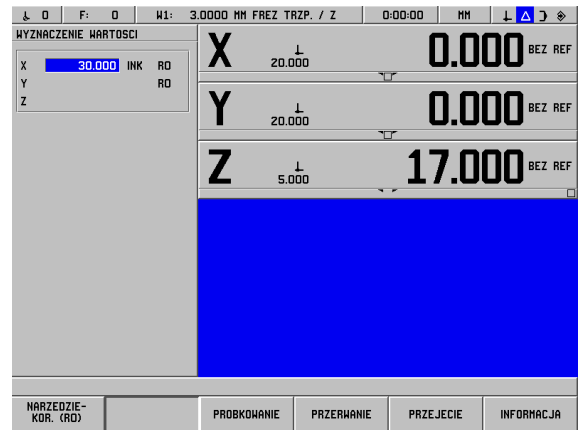 0 F: 0 W1: 3.0000 MM FREZ TRZP. / Z 0:00:00 MM
WYZNACZENIE WARTOSCI
X 30.000 INK R0
Y R0
Z
X 20.000 0.000 BEZ REF
Y 20.000 0.000 BEZ REF
Z 5.000 17.000 BEZ REF
NARZEDZIE-
KOR. (R0)
PROBKOWANIE
PRZERWANIE
PRZEJECIE
INFORMACJA